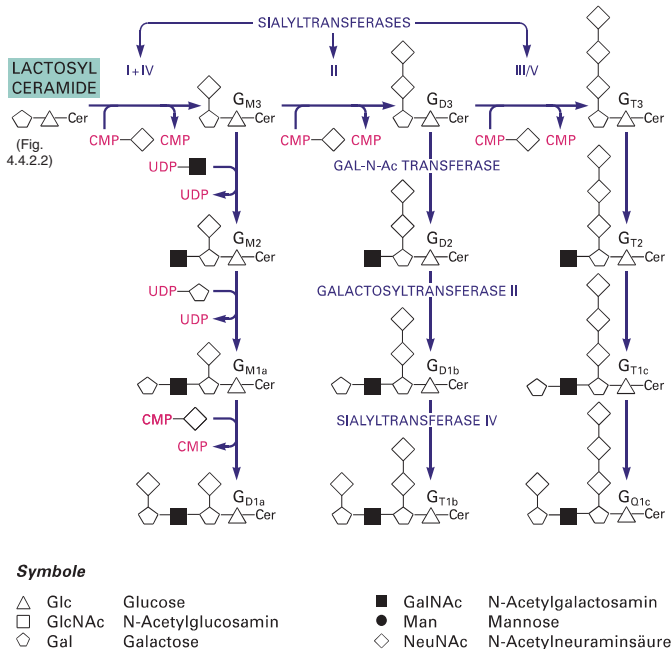 SIALYLTRANSFERASES
I + IV II III/V
LACTOSYL
CERAMIDE
Cer
(Fig.
4.4.2.2)
CMP CMP
GM3
Cer
CMP CMP
GD3
Cer
CMP CMP
GT3
Cer
UDP
UDP
GAL-N-Ac TRANSFERASE
GM2
Cer
GD2
Cer
GT2
Cer
UDP
UDP
GALACTOSYLTRANSFERASE II
GM1a
Cer
GD1b
Cer
GT1c
Cer
CMP
CMP
SIALYLTRANSFERASE IV
GD1a
Cer
GT1b
Cer
GQ1c
Cer
Symbole
Glc Glucose
GlcNAc N-Acetylglucosamin
Gal Galactose
GalNAc N-Acetylgalactosamin
Man Mannose
NeuNAc N-Acetylneuraminsäure